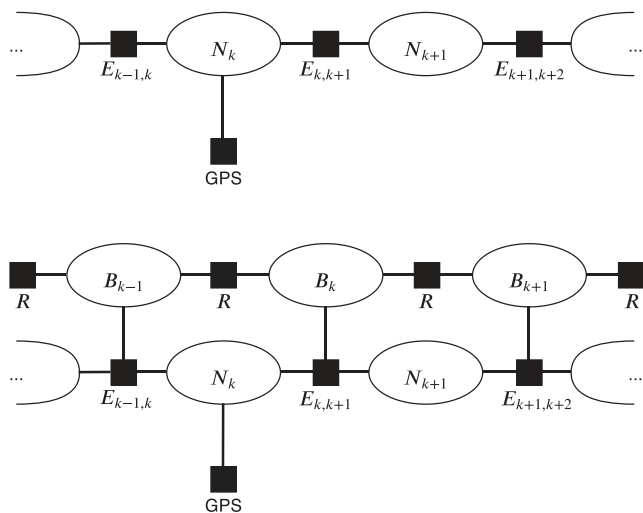 ... N_k N_{k+1} ...
E_{k−1,k} E_{k,k+1} E_{k+1,k+2}
GPS
B_{k−1} B_k B_{k+1}
R R R R
... N_k N_{k+1} ...
E_{k−1,k} E_{k,k+1} E_{k+1,k+2}
GPS